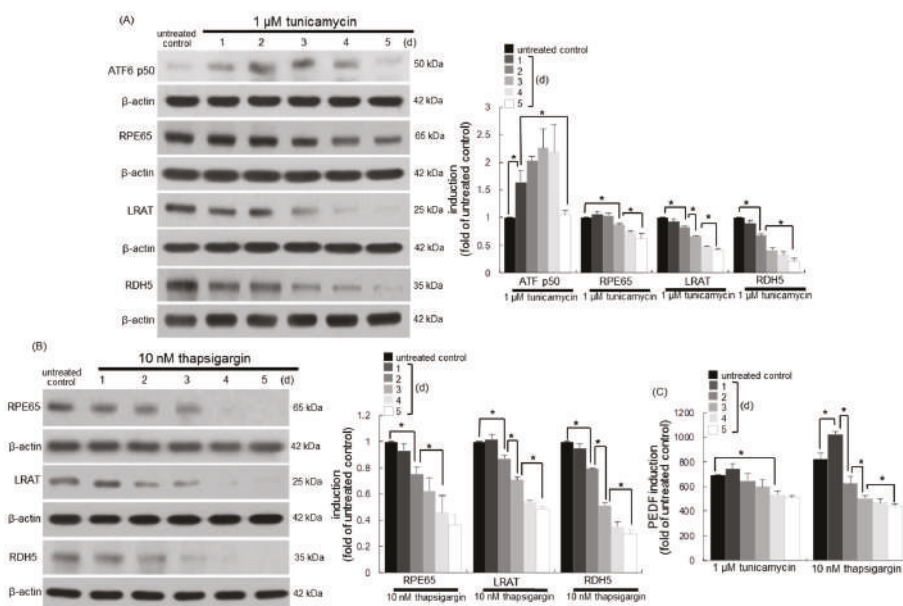 (A)
1 µM tunicamycin
untreated control
1 2 3 4 5 (d)
ATF6 p50 50 kDa
β-actin 42 kDa
RPE65 65 kDa
β-actin 42 kDa
LRAT 25 kDa
β-actin 42 kDa
RDH5 35 kDa
β-actin 42 kDa
untreated control
1
2
3
4
5
(d)
induction
(fold of untreated control)
3
2.5
2
1.5
1
0.5
0
* * * * * * * * *
ATF p50 RPE65 LRAT RDH5
1 µM tunicamycin 1 µM tunicamycin 1 µM tunicamycin 1 µM tunicamycin
(B)
10 nM thapsigargin
untreated control
1 2 3 4 5 (d)
RPE65 65 kDa
β-actin 42 kDa
LRAT 25 kDa
β-actin 42 kDa
RDH5 35 kDa
β-actin 42 kDa
untreated control
1
2
3
4
5
(d)
induction
(fold of untreated control)
1.2
1
0.8
0.6
0.4
0.2
0
* * * * * * * *
RPE65 LRAT RDH5
10 nM thapsigargin 10 nM thapsigargin 10 nM thapsigargin
(C)
untreated control
1
2
3
4
5
(d)
PEDF induction
(fold of untreated control)
1200
1000
800
600
400
200
0
* * * * *
1 µM tunicamycin 10 nM thapsigargin